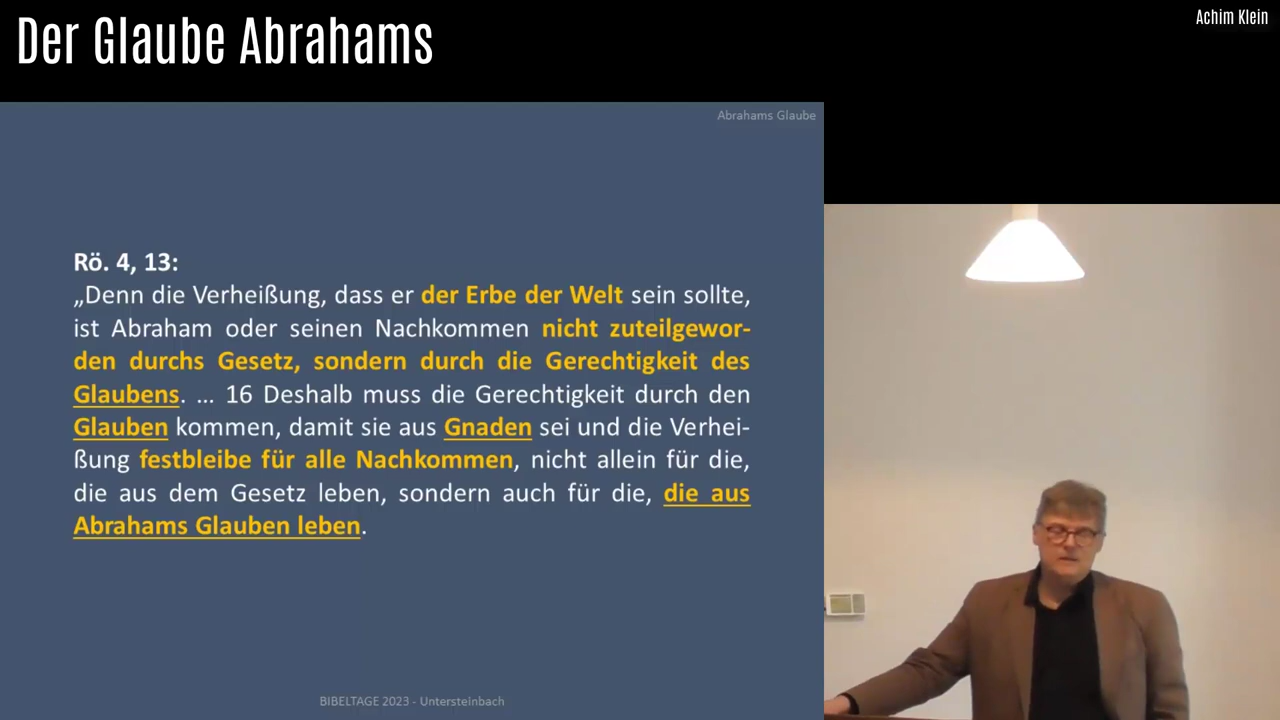 Der Glaube Abrahams
Achim Klein
Abrahams Glaube
Rö. 4, 13:
„Denn die Verheißung, dass er der Erbe der Welt sein sollte,
ist Abraham oder seinen Nachkommen nicht zuteilgewor-
den durchs Gesetz, sondern durch die Gerechtigkeit des
Glaubens. ... 16 Deshalb muss die Gerechtigkeit durch den
Glauben kommen, damit sie aus Gnaden sei und die Verhei-
ßung festbleibe für alle Nachkommen, nicht allein für die,
die aus dem Gesetz leben, sondern auch für die, die aus
Abrahams Glauben leben.
BIBELTAGE 2023 - Untersteinbach